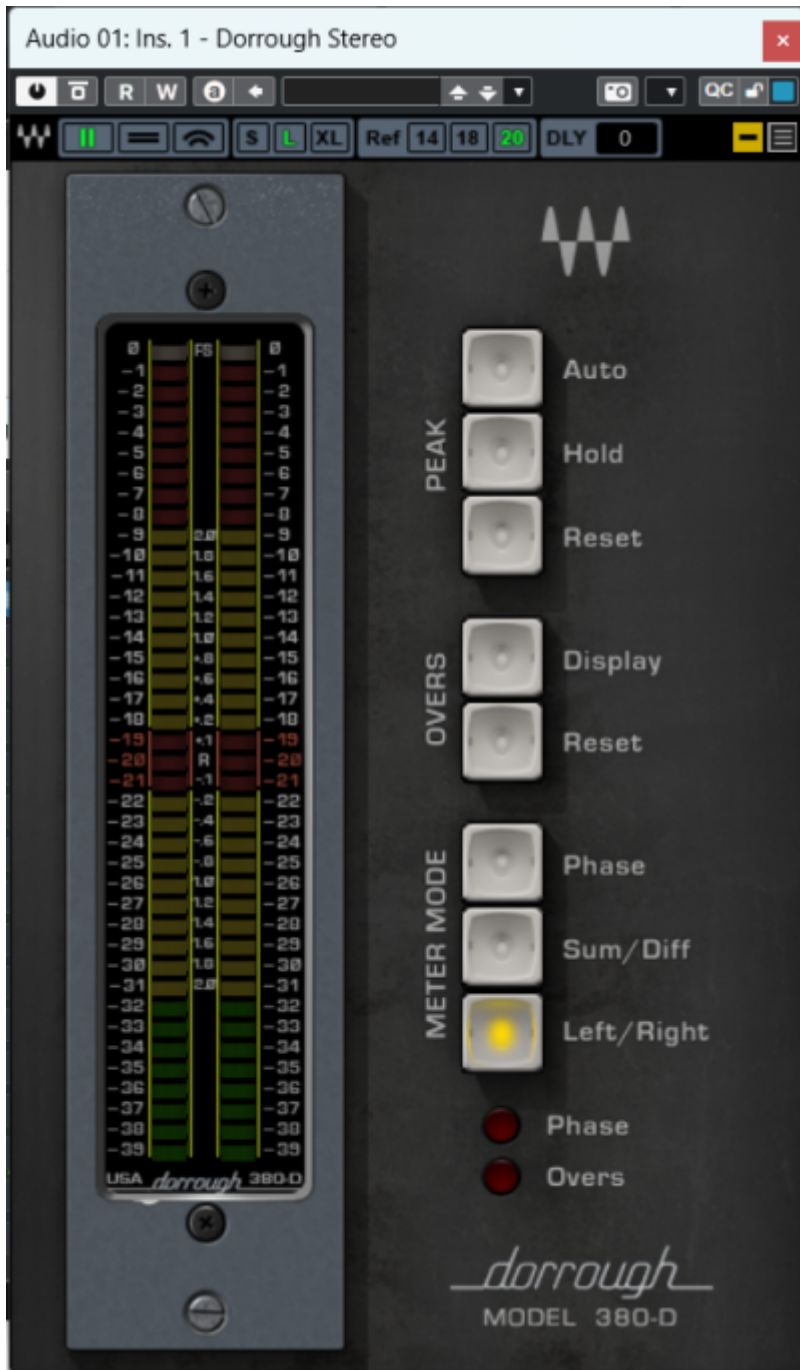 Audio 01: Ins. 1 - Dorrough Stereo
R W a QC
S L XL Ref 14 18 20 DLY 0
0 FS 0
-1 -1
-2 -2
-3 -3
-4 -4
-5 -5
-6 -6
-7 -7
-8 -8
-9 2.0 -9
-10 1.8 -10
-11 1.6 -11
-12 1.4 -12
-13 1.2 -13
-14 1.0 -14
-15 +.8 -15
-16 +.6 -16
-17 +.4 -17
-18 +.2 -18
-19 +.1 -19
-20 R -20
-21 -.1 -21
-22 -.2 -22
-23 -.4 -23
-24 -.6 -24
-25 -.8 -25
-26 1.0 -26
-27 1.2 -27
-28 1.4 -28
-29 1.6 -29
-30 1.8 -30
-31 2.0 -31
-32 -32
-33 -33
-34 -34
-35 -35
-36 -36
-37 -37
-38 -38
-39 -39
USA dorrough 380-D
PEAK
Auto
Hold
Reset
OVERS
Display
Reset
METER MODE
Phase
Sum/Diff
Left/Right
Phase
Overs
dorrough
MODEL 380-D